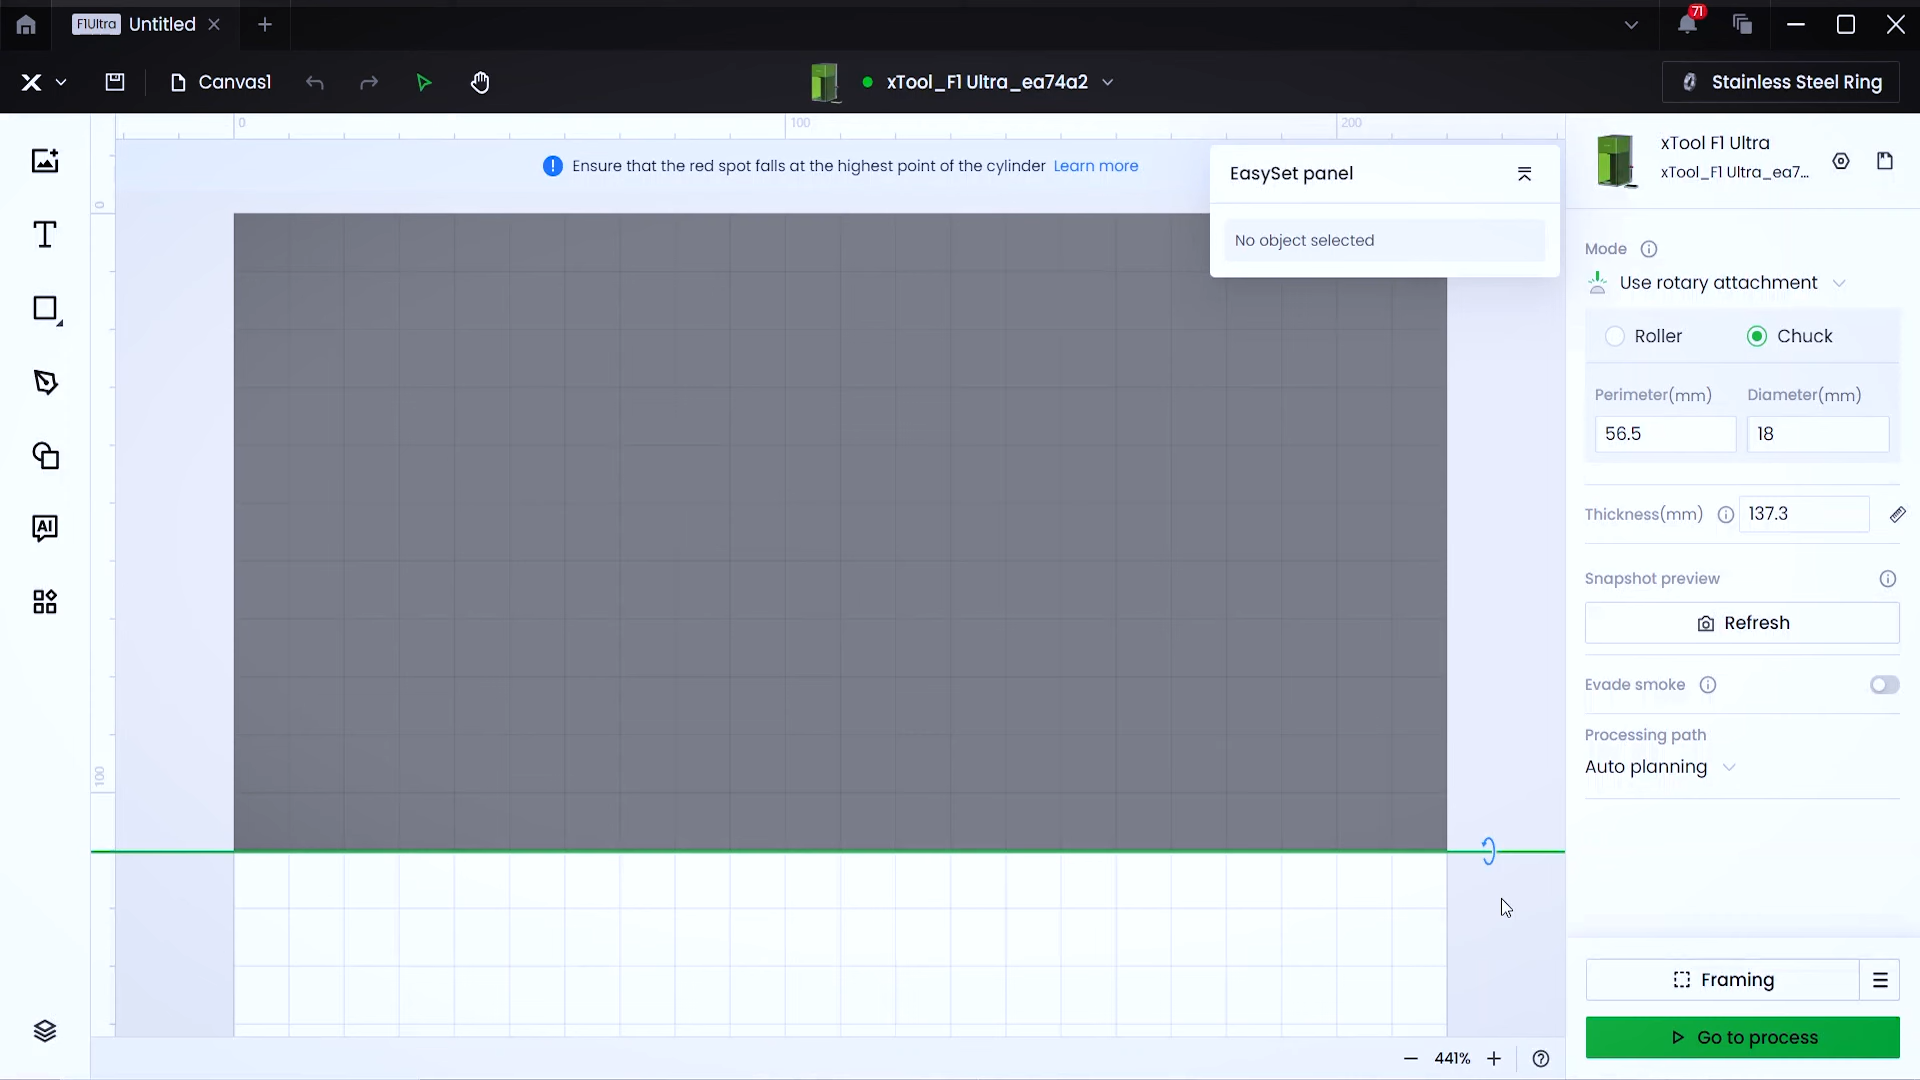 F1Ultra Untitled
71
Canvas1
xTool_F1 Ultra_ea74a2
Stainless Steel Ring
0
100
200
0
100
Ensure that the red spot falls at the highest point of the cylinder Learn more
EasySet panel
No object selected
xTool F1 Ultra
xTool_F1 Ultra_ea7...
Mode
Use rotary attachment
Roller
Chuck
Perimeter(mm)
Diameter(mm)
56.5
18
Thickness(mm)
137.3
Snapshot preview
Refresh
Evade smoke
Processing path
Auto planning
AI
Framing
Go to process
441%